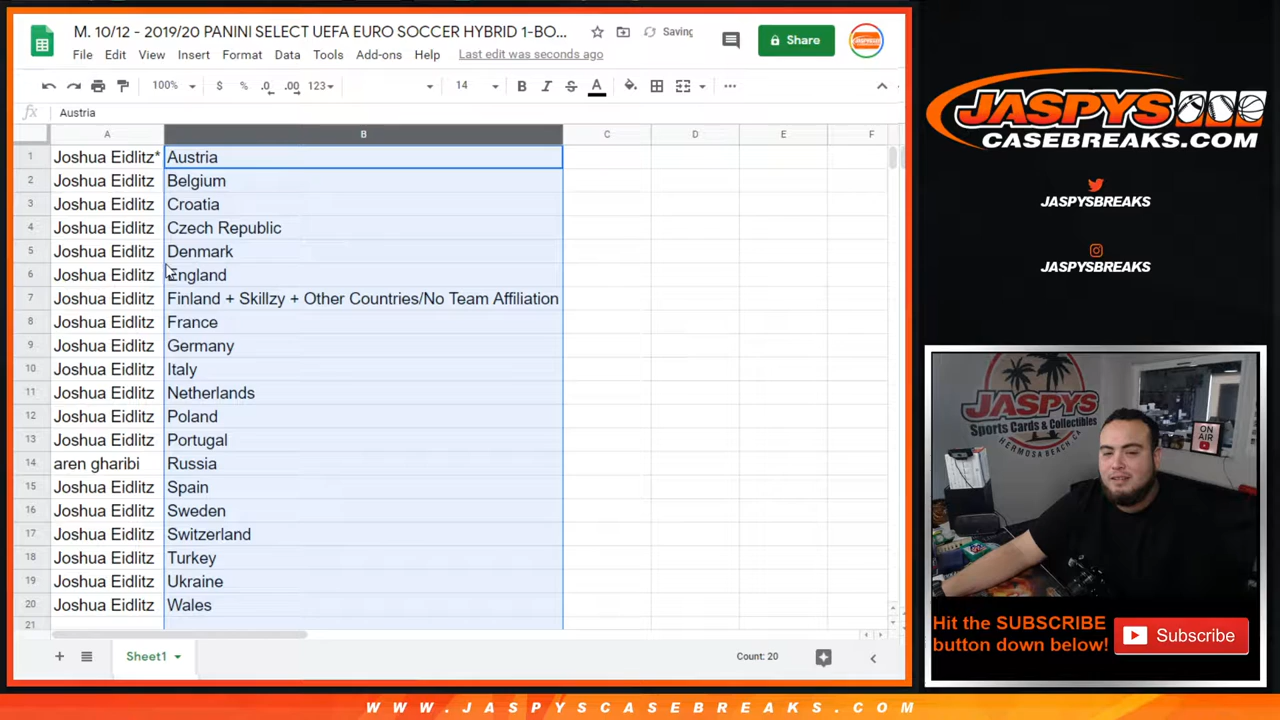 M. 10/12 - 2019/20 PANINI SELECT UEFA EURO SOCCER HYBRID 1-BO...
Saving
Share
File Edit View Insert Format Data Tools Add-ons Help Last edit was seconds ago
100% $ % .0 .00 123 14 B I S A
fx Austria
A B C D E F
1 Joshua Eidlitz* Austria
2 Joshua Eidlitz Belgium
3 Joshua Eidlitz Croatia
4 Joshua Eidlitz Czech Republic
5 Joshua Eidlitz Denmark
6 Joshua Eidlitz England
7 Joshua Eidlitz Finland + Skillzy + Other Countries/No Team Affiliation
8 Joshua Eidlitz France
9 Joshua Eidlitz Germany
10 Joshua Eidlitz Italy
11 Joshua Eidlitz Netherlands
12 Joshua Eidlitz Poland
13 Joshua Eidlitz Portugal
14 aren gharibi Russia
15 Joshua Eidlitz Spain
16 Joshua Eidlitz Sweden
17 Joshua Eidlitz Switzerland
18 Joshua Eidlitz Turkey
19 Joshua Eidlitz Ukraine
20 Joshua Eidlitz Wales
21
Sheet1
Count: 20
JASPYS
CASEBREAKS.COM
JASPYSBREAKS
JASPYSBREAKS
JASPYS
Sports Cards & Collectibles
HERMOSA BEACH CA
ON AIR
Hit the SUBSCRIBE
button down below!
Subscribe
WWW.JASPYSCASEBREAKS.COM